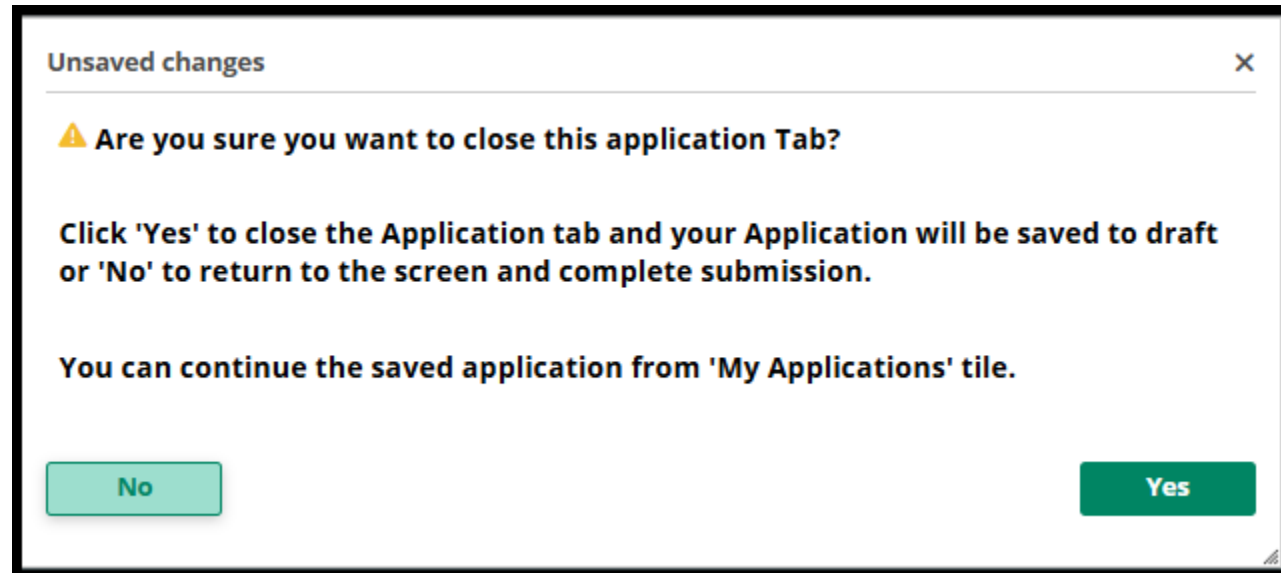 Unsaved changes
Are you sure you want to close this application Tab?
Click 'Yes' to close the Application tab and your Application will be saved to draft
or 'No' to return to the screen and complete submission.
You can continue the saved application from 'My Applications' tile.
No
Yes